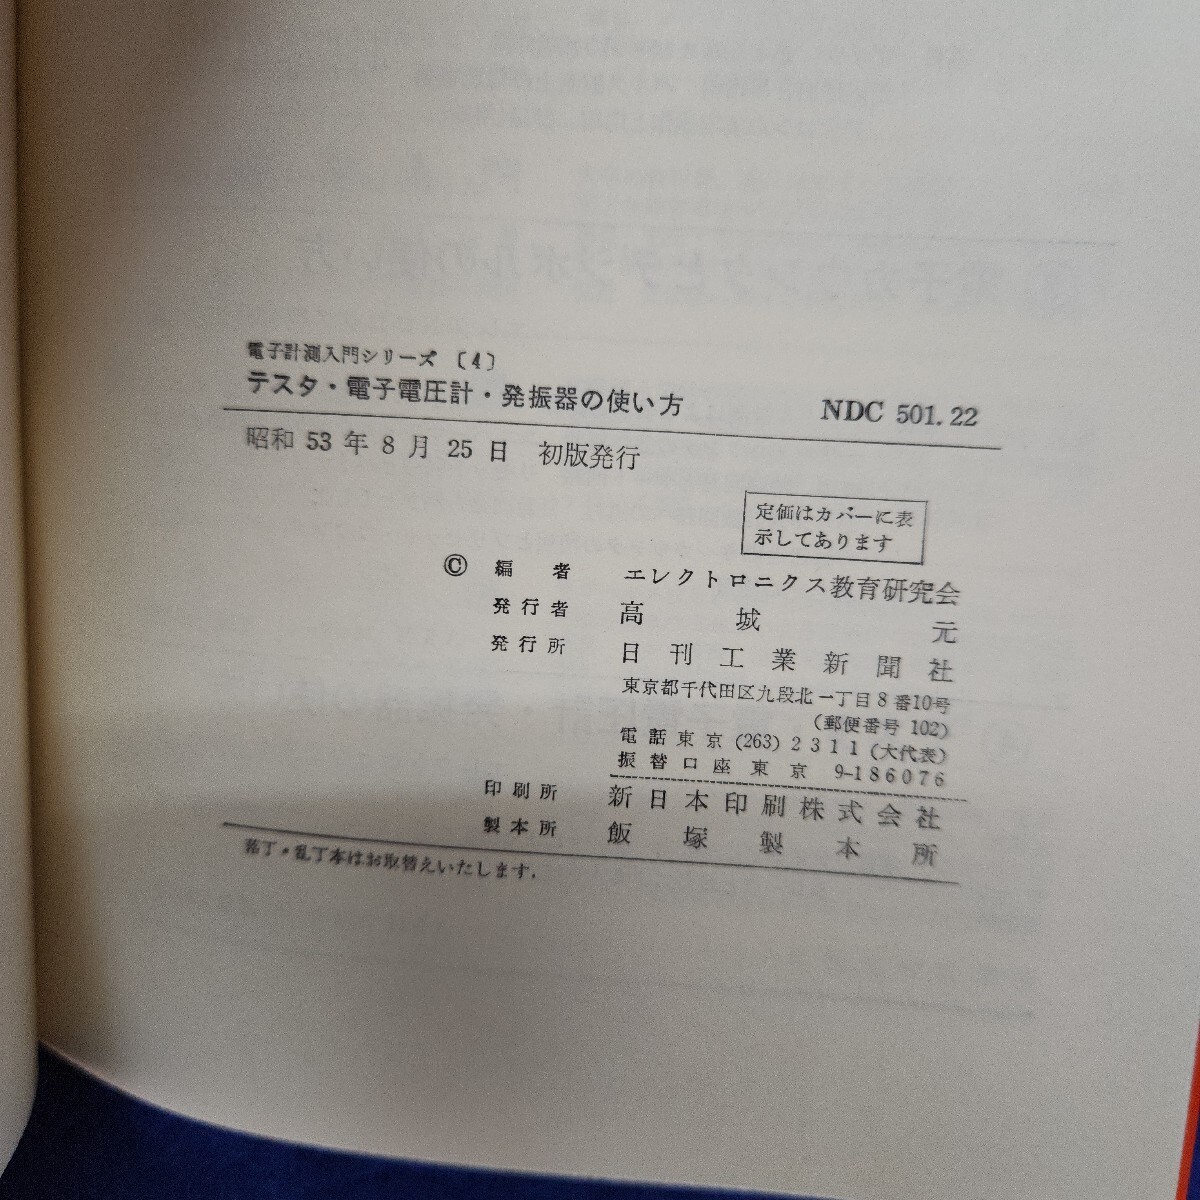 電子計測入門シリーズ〔4〕
テスタ・電子電圧計・発振器の使い方 NDC 501.22
昭和 53 年 8 月 25 日 初版発行
定価はカバーに表
示してあります
© 編者 エレクトロニクス教育研究会
発行者 高城元
発行所 日刊工業新聞社
東京都千代田区九段北一丁目8番10号
(郵便番号 102)
電話東京 (263) 2311 (大代表)
振替口座東京 9-186076
印刷所 新日本印刷株式会社
製本所 飯塚製本所
落丁・乱丁本はお取替えいたします.